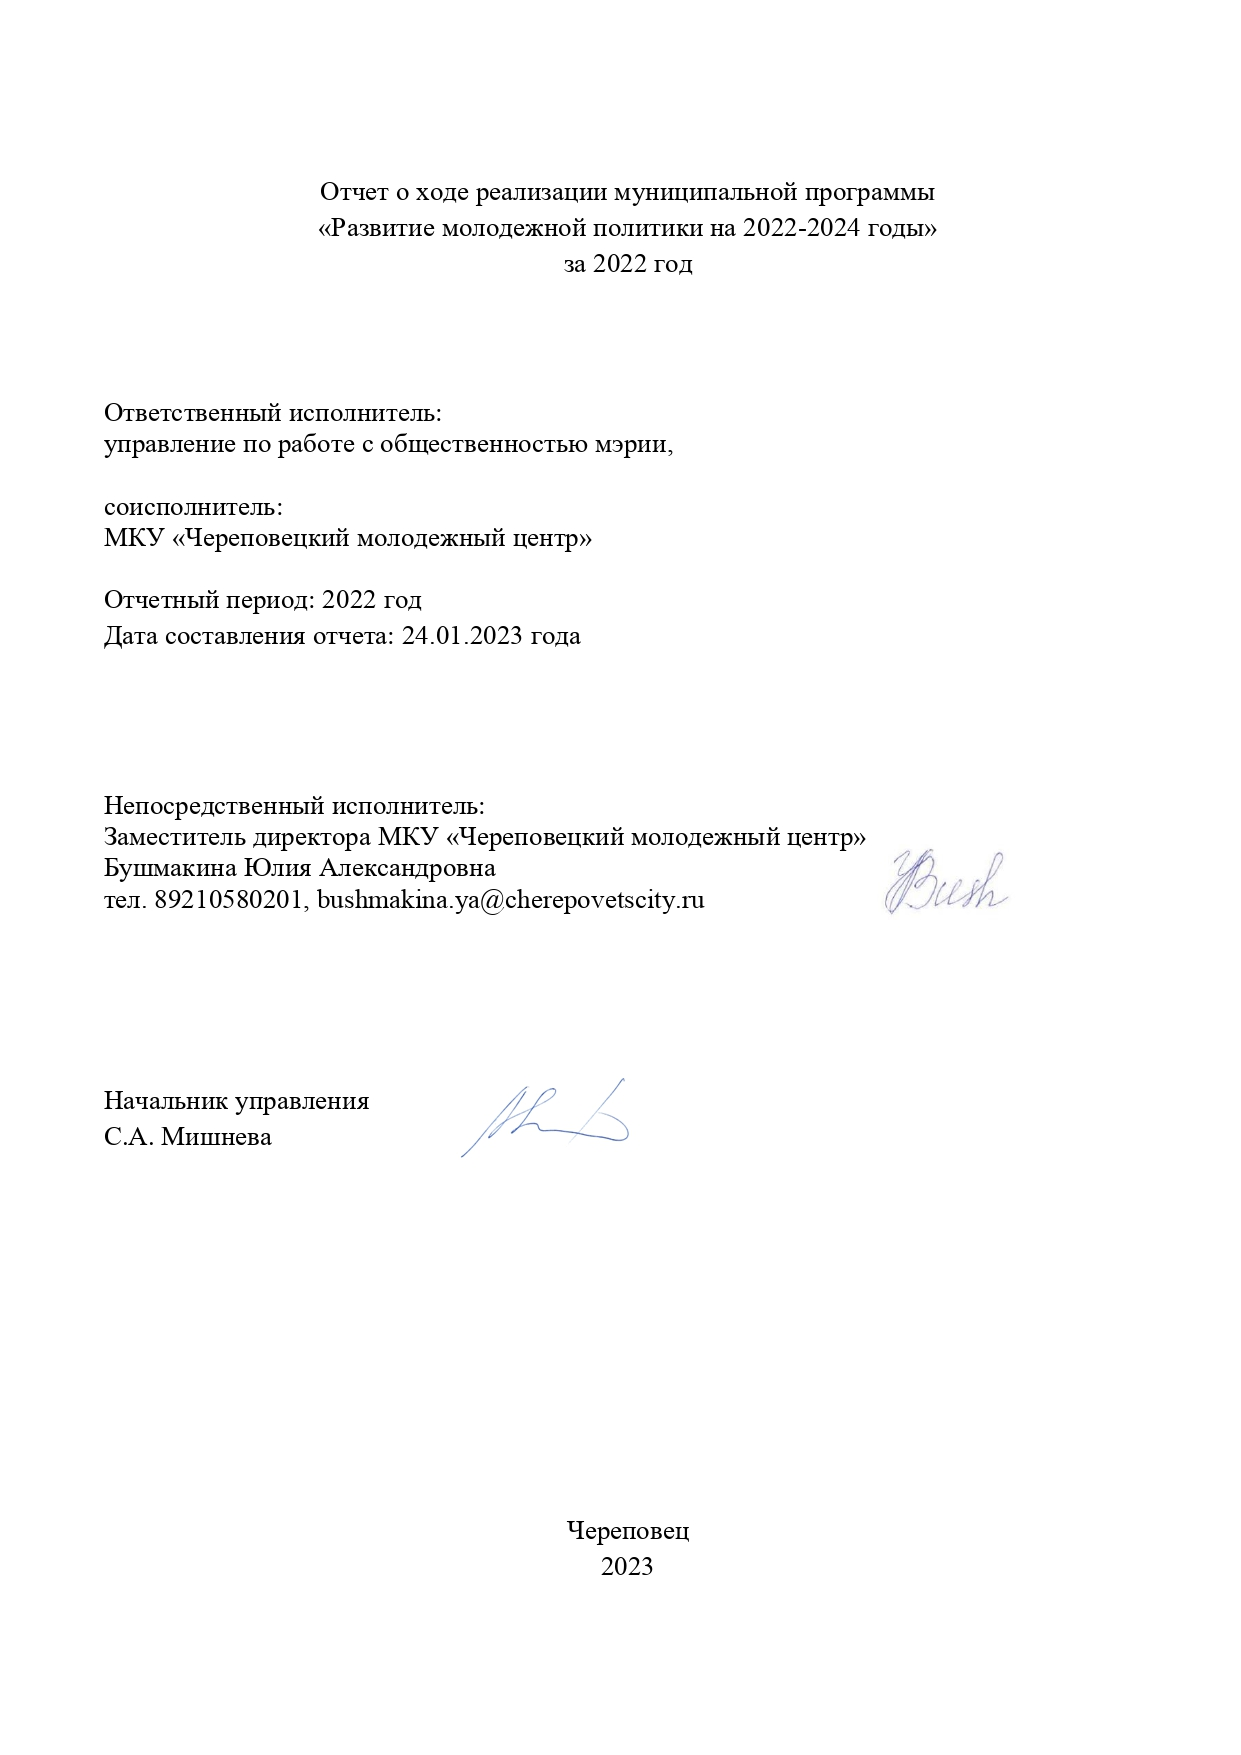 Отчет о ходе реализации муниципальной программы
«Развитие молодежной политики на 2022-2024 годы»
за 2022 год
Ответственный исполнитель:
управление по работе с общественностью мэрии,
соисполнитель:
МКУ «Череповецкий молодежный центр»
Отчетный период: 2022 год
Дата составления отчета: 24.01.2023 года
Непосредственный исполнитель:
Заместитель директора МКУ «Череповецкий молодежный центр»
Бушмакина Юлия Александровна
тел. 89210580201, bushmakina.ya@cherepovetscity.ru
Начальник управления
С.А. Мишнева
Череповец
2023